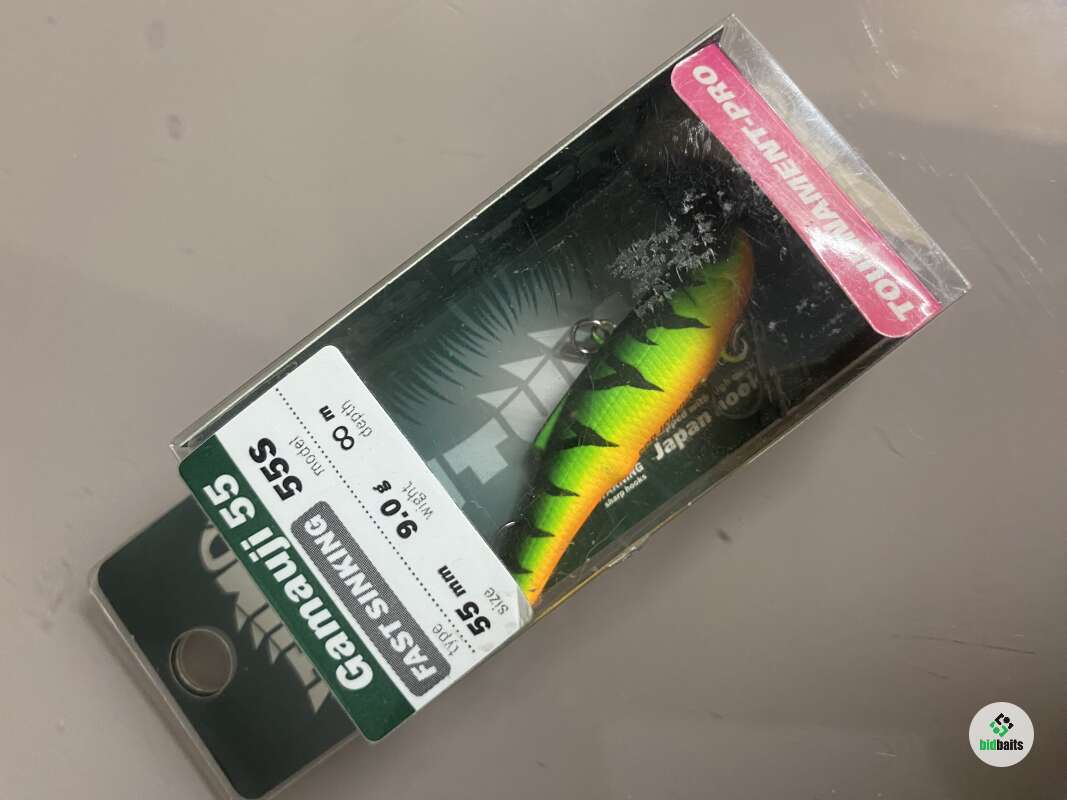 TOURNAMENT-PRO
Japan
WARNING
sharp hooks
Gamauji 55
FAST SINKING
type
55S
model
55 mm
size
9.0 g
wight
∞ m
depth
bidbaits